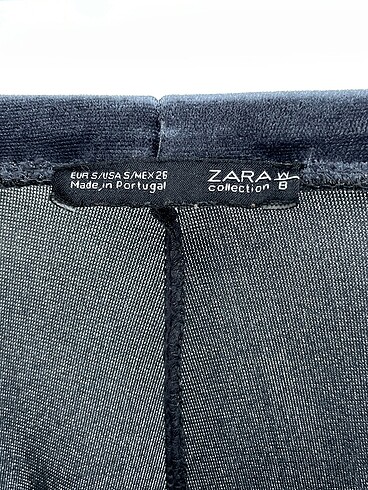 EUR S/USA S/MEX 26
Made in Portugal
ZARA W/B
collection